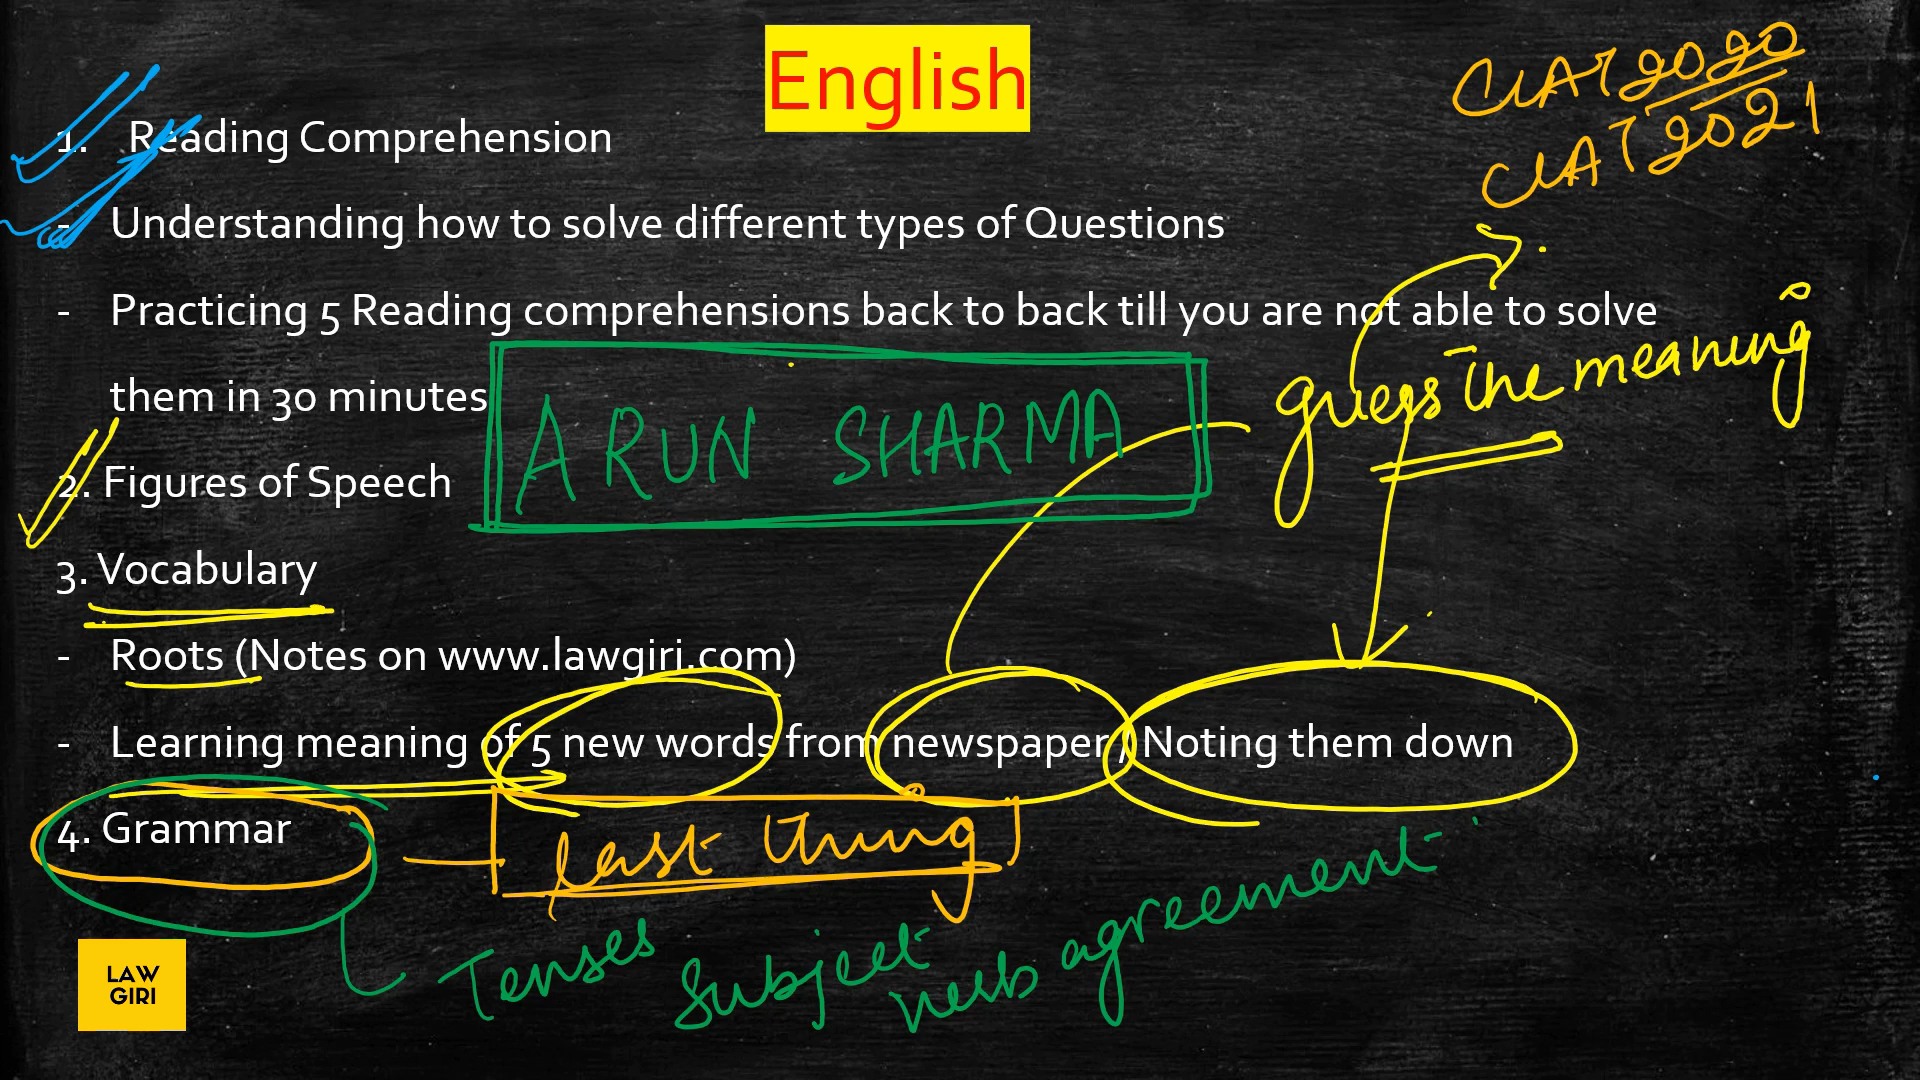 English
CLAT 2020
CLAT 2021
1. Reading Comprehension
- Understanding how to solve different types of Questions
- Practicing 5 Reading comprehensions back to back till you are not able to solve
them in 30 minutes
guess the meaning
ARUN SHARMA
2. Figures of Speech
3. Vocabulary
- Roots (Notes on www.lawgiri.com)
- Learning meaning of 5 new words from newspaper / Noting them down
4. Grammar
last thing
Tenses subject verb agreement
LAW
GIRI